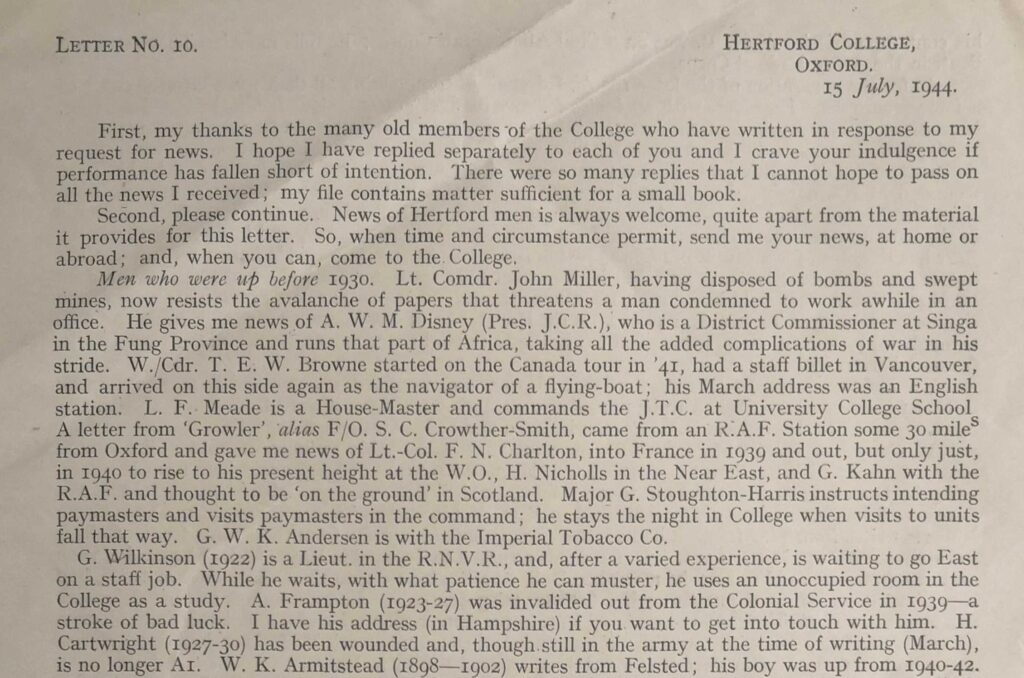 LETTER NO. 10.
HERTFORD COLLEGE,
OXFORD.
15 July, 1944.
First, my thanks to the many old members of the College who have written in response to my
request for news. I hope I have replied separately to each of you and I crave your indulgence if
performance has fallen short of intention. There were so many replies that I cannot hope to pass on
all the news I received; my file contains matter sufficient for a small book.
Second, please continue. News of Hertford men is always welcome, quite apart from the material
it provides for this letter. So, when time and circumstance permit, send me your news, at home or
abroad; and, when you can, come to the College.
Men who were up before 1930. Lt. Comdr. John Miller, having disposed of bombs and swept
mines, now resists the avalanche of papers that threatens a man condemned to work awhile in an
office. He gives me news of A. W. M. Disney (Pres. J.C.R.), who is a District Commissioner at Singa
in the Fung Province and runs that part of Africa, taking all the added complications of war in his
stride. W./Cdr. T. E. W. Browne started on the Canada tour in '41, had a staff billet in Vancouver,
and arrived on this side again as the navigator of a flying-boat; his March address was an English
station. L. F. Meade is a House-Master and commands the J.T.C. at University College School
A letter from 'Growler', alias F/O. S. C. Crowther-Smith, came from an R.A.F. Station some 30 miles
from Oxford and gave me news of Lt.-Col. F. N. Charlton, into France in 1939 and out, but only just,
in 1940 to rise to his present height at the W.O., H. Nicholls in the Near East, and G. Kahn with the
R.A.F. and thought to be 'on the ground' in Scotland. Major G. Stoughton-Harris instructs intending
paymasters and visits paymasters in the command; he stays the night in College when visits to units
fall that way. G. W. K. Andersen is with the Imperial Tobacco Co.
G. Wilkinson (1922) is a Lieut. in the R.N.V.R., and, after a varied experience, is waiting to go East
on a staff job. While he waits, with what patience he can muster, he uses an unoccupied room in the
College as a study. A. Frampton (1923-27) was invalided out from the Colonial Service in 1939—a
stroke of bad luck. I have his address (in Hampshire) if you want to get into touch with him. H.
Cartwright (1927-30) has been wounded and, though still in the army at the time of writing (March),
is no longer A1. W. K. Armitstead (1898—1902) writes from Felsted; his boy was up from 1940-42.